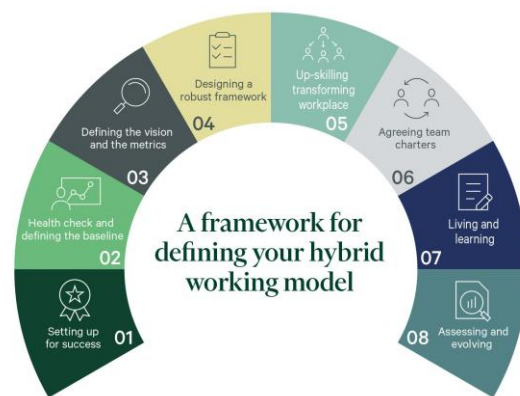 Setting up
for success
01
Health check and
defining the baseline
02
Defining the vision
and the metrics
03
Designing a
robust framework
04
Up-skilling
transforming
workplace
05
Agreeing team
charters
06
Living and
learning
07
Assessing and
evolving
08
A framework for
defining your hybrid
working model